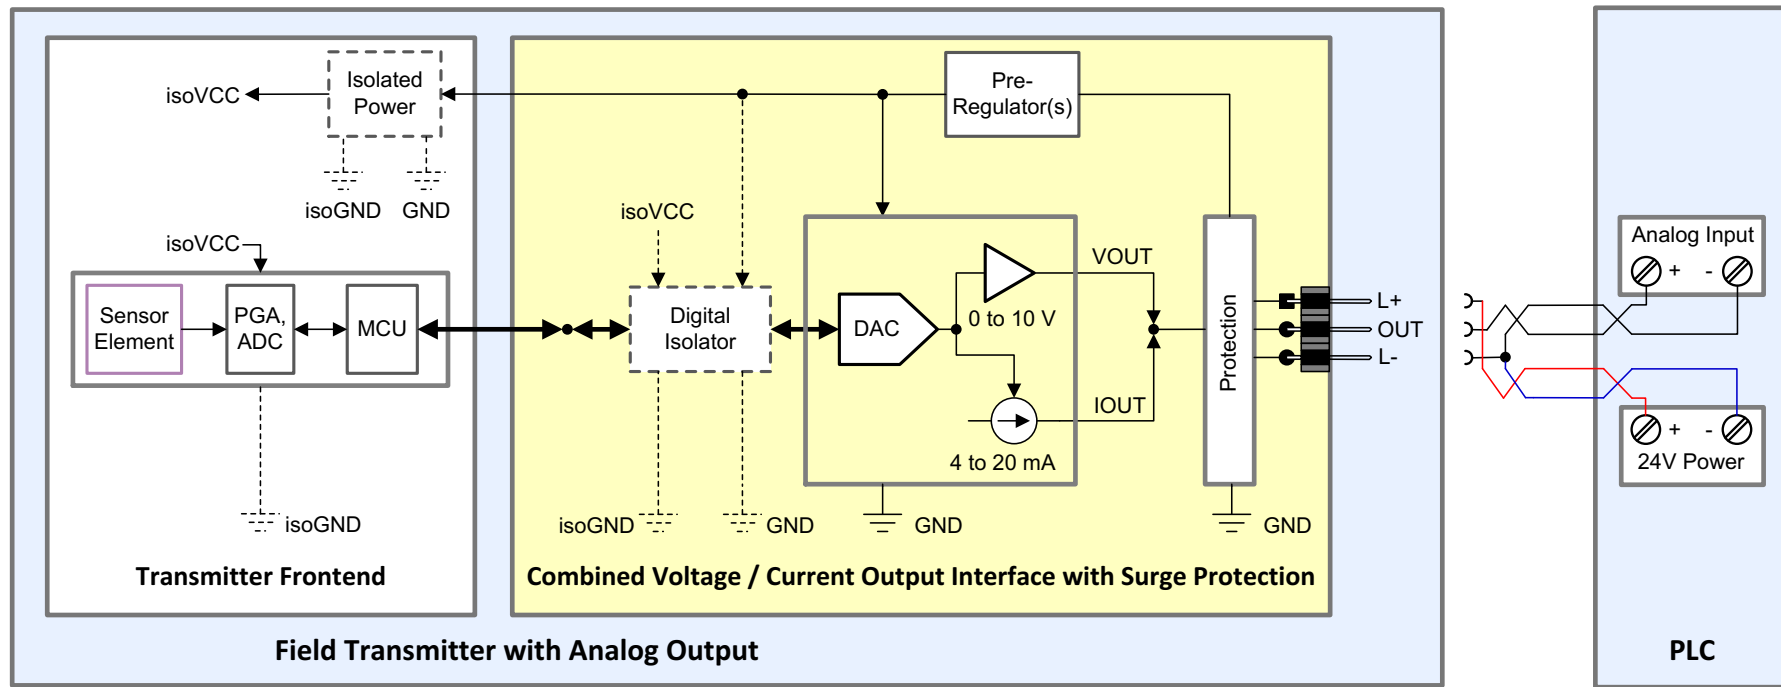 Isolated
Power
isoVCC
isoGND
GND
isoVCC
Sensor
Element
PGA,
ADC
MCU
isoGND
Transmitter Frontend
Pre-
Regulator(s)
isoVCC
Digital
Isolator
DAC
0 to 10 V
4 to 20 mA
VOUT
IOUT
Protection
isoGND
GND
GND
GND
Combined Voltage / Current Output Interface with Surge Protection
L+
OUT
L-
Field Transmitter with Analog Output
Analog Input
+ -
+ -
24V Power
PLC